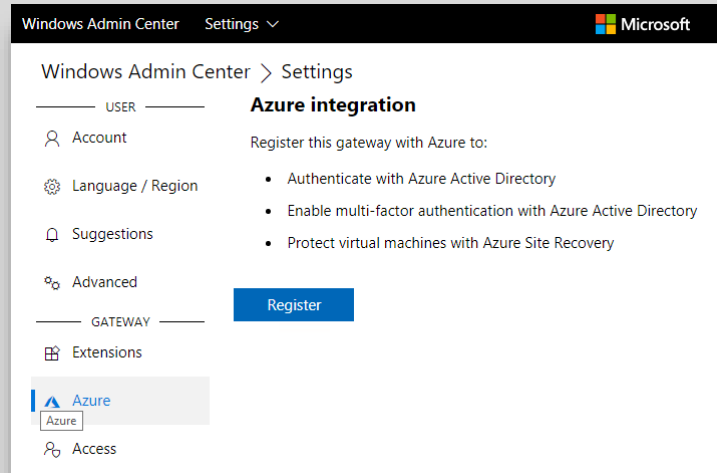 Windows Admin Center Settings Microsoft
Windows Admin Center > Settings
USER
Account
Language / Region
Suggestions
Advanced
GATEWAY
Extensions
Azure
Azure
Access
Azure integration
Register this gateway with Azure to:
• Authenticate with Azure Active Directory
• Enable multi-factor authentication with Azure Active Directory
• Protect virtual machines with Azure Site Recovery
Register